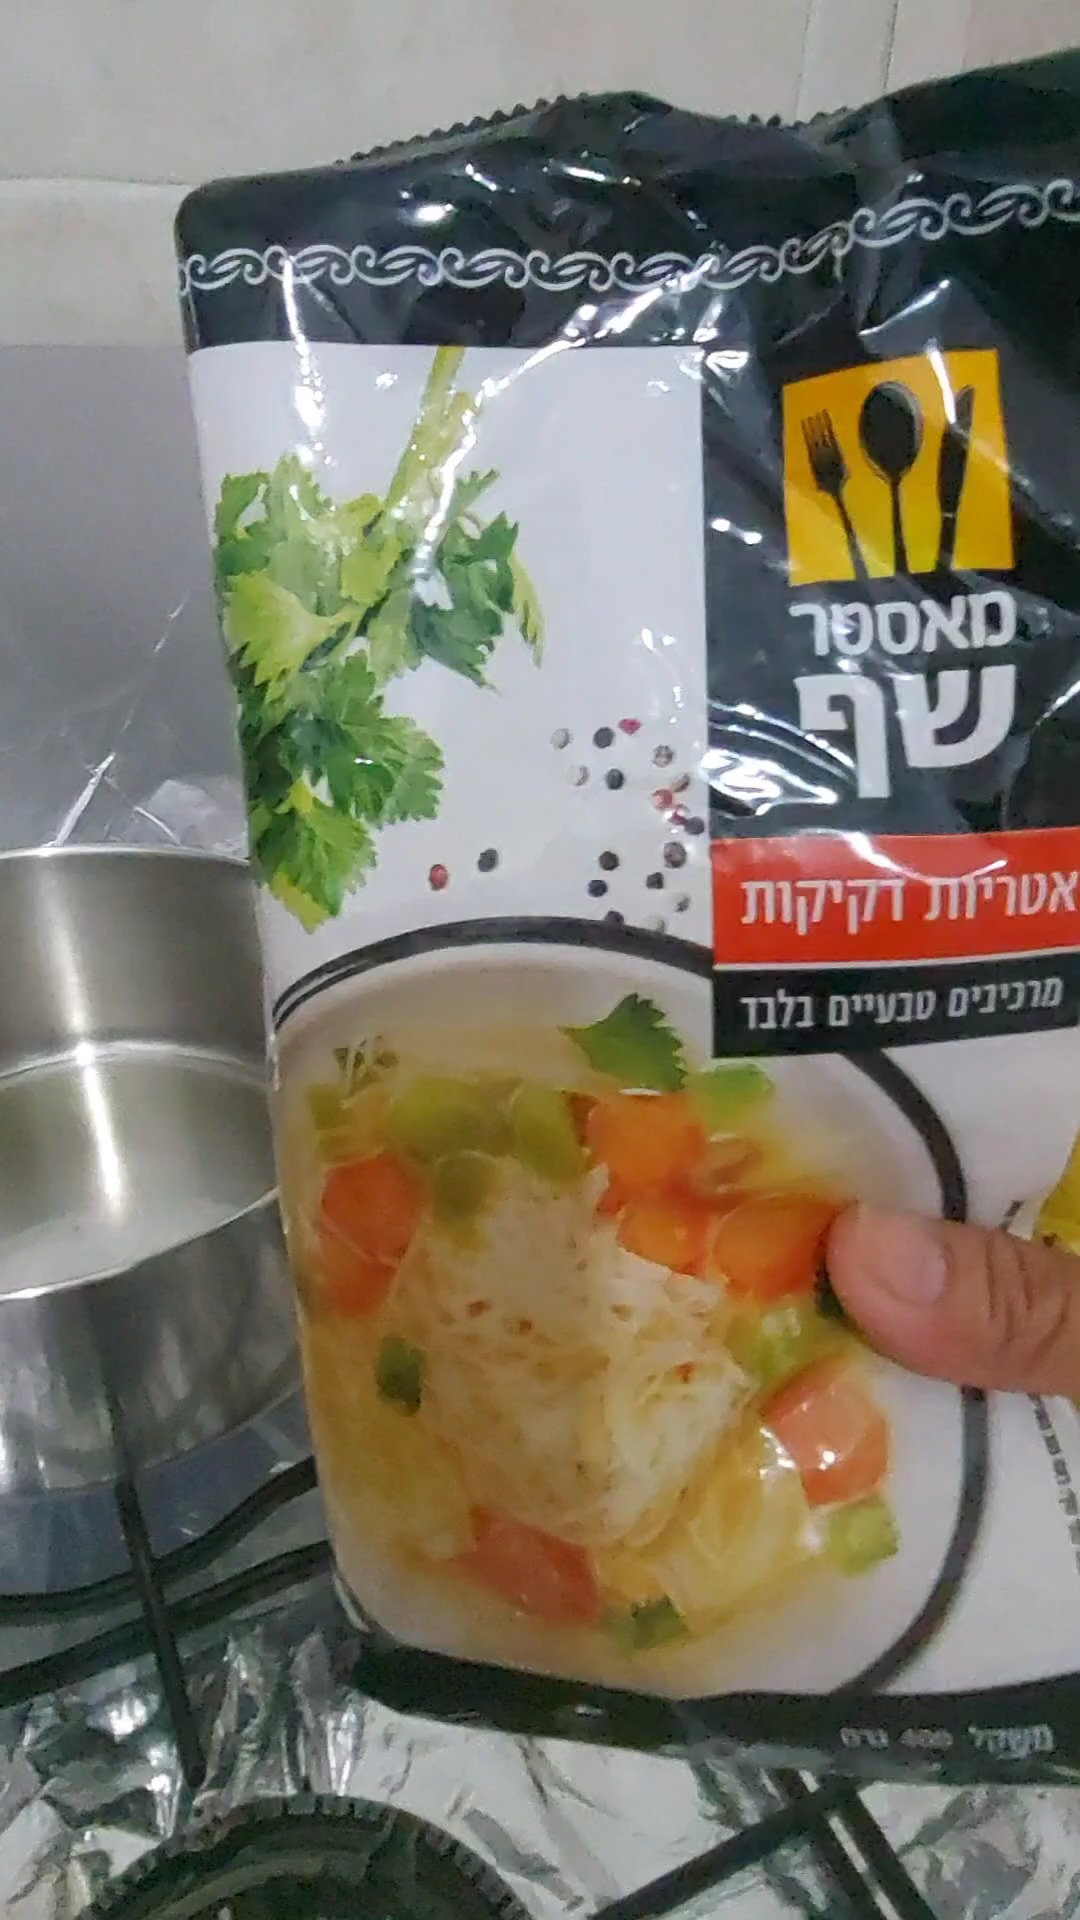 מאסטר
שף
אטריות דקיקות
מרכיבים טבעיים בלבד
משקל 400 גרם